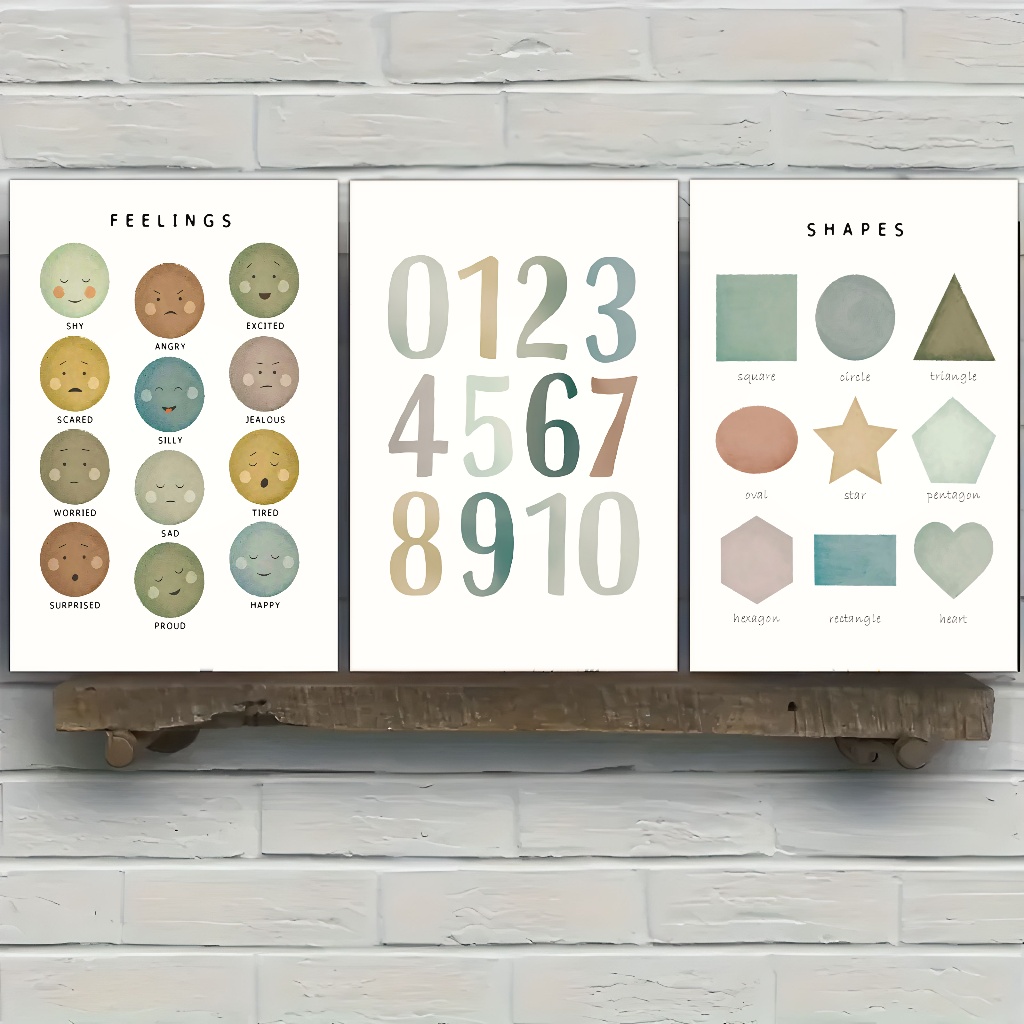 FEELINGS
SHY
ANGRY
EXCITED
SCARED
SILLY
JEALOUS
WORRIED
SAD
TIRED
SURPRISED
PROUD
HAPPY
0123
4567
8910
SHAPES
square circle triangle
oval star pentagon
hexagon rectangle heart